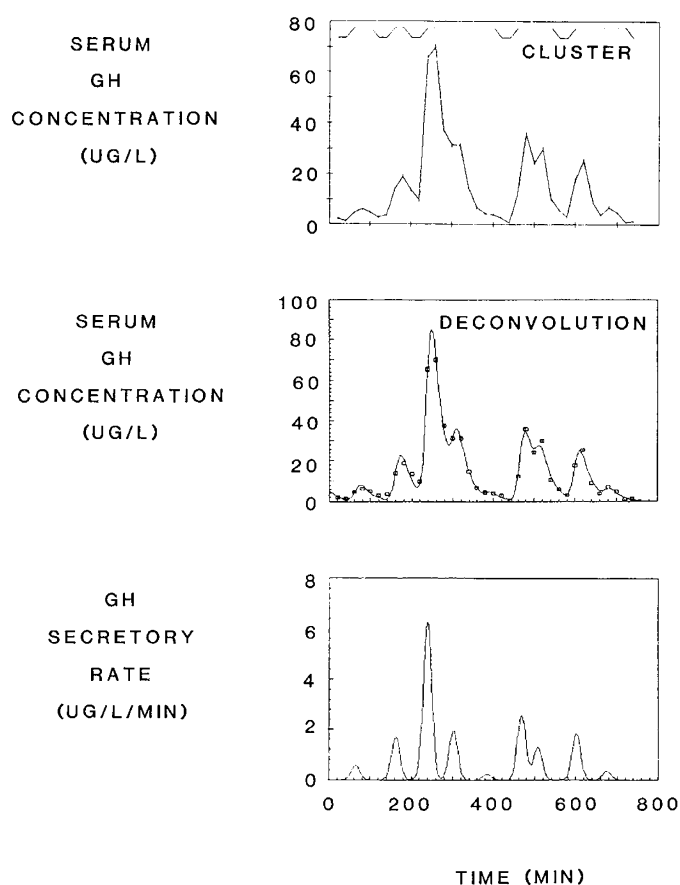 SERUM
GH
CONCENTRATION
(UG/L)
80
60
40
20
0
CLUSTER
SERUM
GH
CONCENTRATION
(UG/L)
100
80
60
40
20
0
DECONVOLUTION
GH
SECRETORY
RATE
(UG/L/MIN)
8
6
4
2
0
0 200 400 600 800
TIME (MIN)